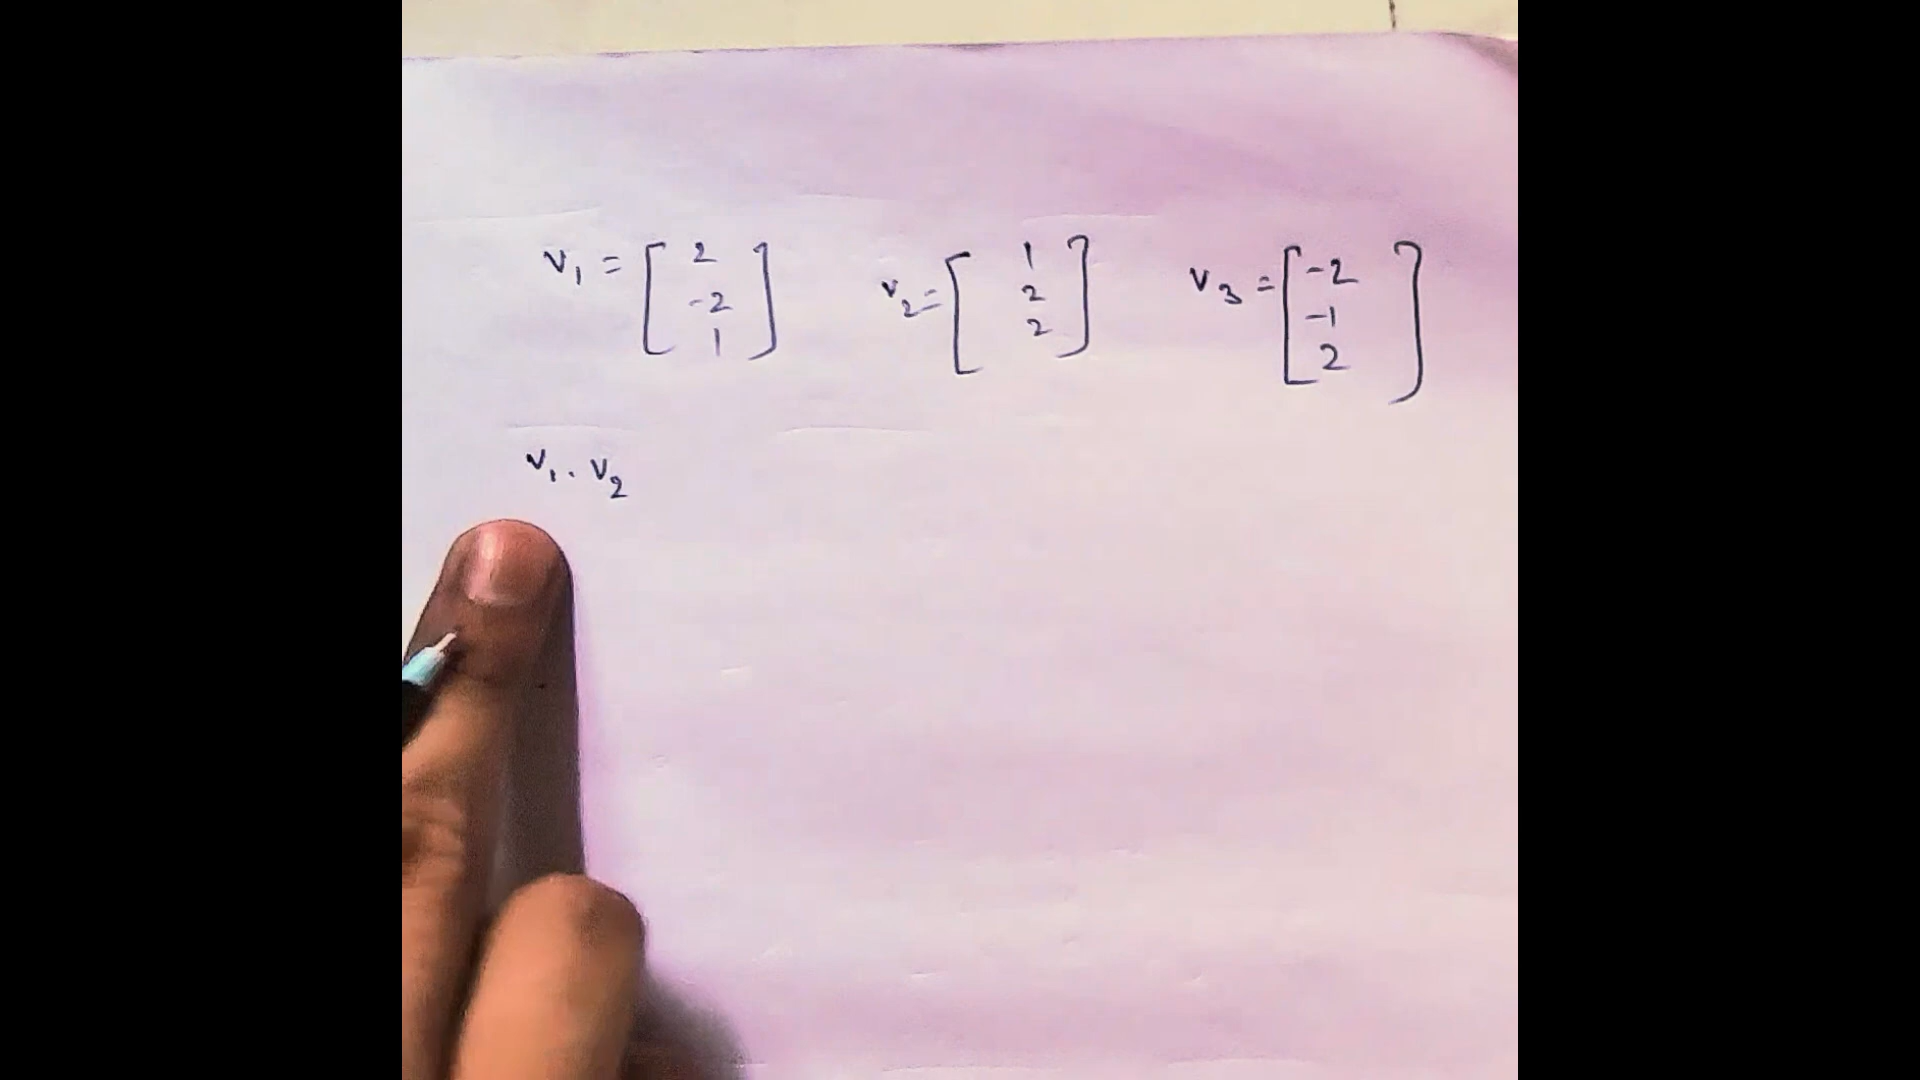 v₁ = [ 2 -2 1 ] v₂ = [ 1 2 2 ] v₃ = [ -2 -1 2 ]
v₁ . v₂